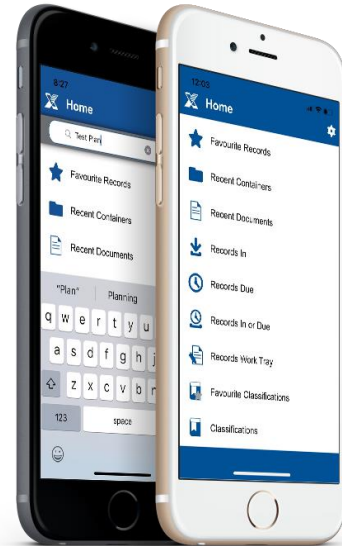 8:27
Home
Test Plan
Favourite Records
Recent Containers
Recent Documents
"Plan" Planning
q w e r t y u
a s d f g h j
z x c v b n
123 space
12:03
Home
Favourite Records
Recent Containers
Recent Documents
Records In
Records Due
Records In or Due
Records Work Tray
Favourite Classifications
Classifications